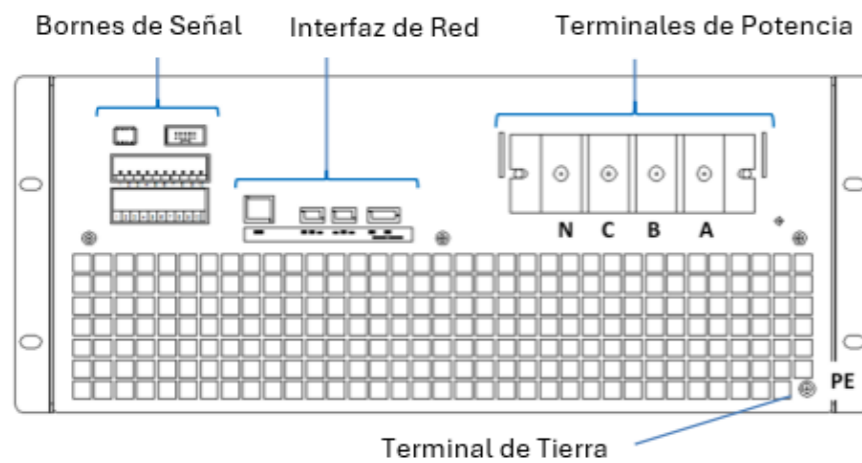 Bornes de Señal
Interfaz de Red
Terminales de Potencia
N C B A
PE
Terminal de Tierra